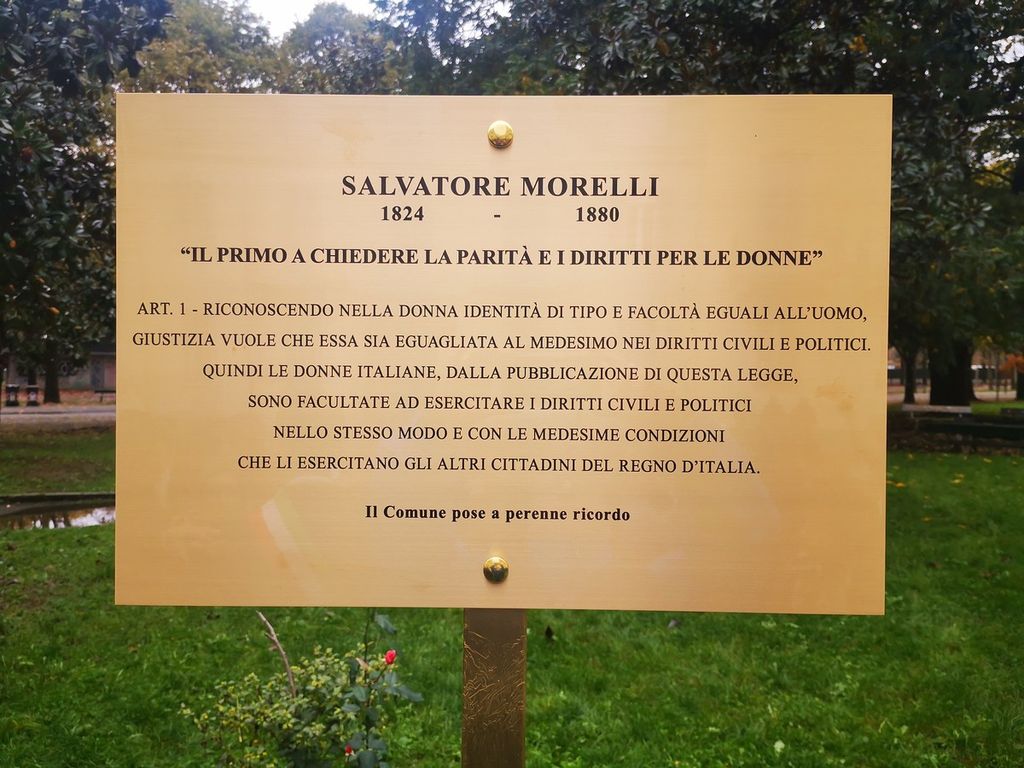 SALVATORE MORELLI
1824 - 1880
“IL PRIMO A CHIEDERE LA PARITÀ E I DIRITTI PER LE DONNE”
ART. 1 - RICONOSCENDO NELLA DONNA IDENTITÀ DI TIPO E FACOLTÀ EGUALI ALL’UOMO,
GIUSTIZIA VUOLE CHE ESSA SIA EGUAGLIATA AL MEDESIMO NEI DIRITTI CIVILI E POLITICI.
QUINDI LE DONNE ITALIANE, DALLA PUBBLICAZIONE DI QUESTA LEGGE,
SONO FACULTATE AD ESERCITARE I DIRITTI CIVILI E POLITICI
NELLO STESSO MODO E CON LE MEDESIME CONDIZIONI
CHE LI ESERCITANO GLI ALTRI CITTADINI DEL REGNO D’ITALIA.
Il Comune pose a perenne ricordo